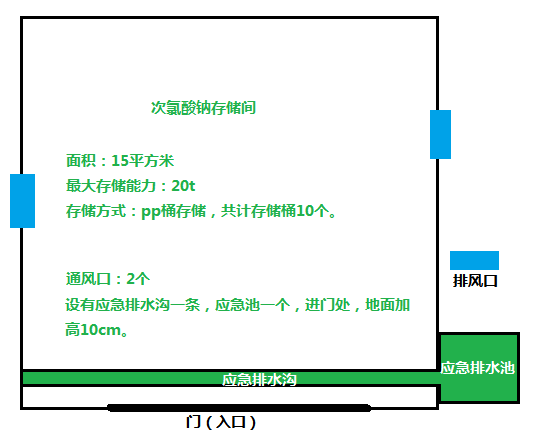 次氯酸钠存储间
面积：15平方米
最大存储能力：20t
存储方式：pp桶存储，共计存储桶10个。
通风口：2个
设有应急排水沟一条，应急池一个，进门处，地面加
高10cm。
排风口
应急排水池
应急排水沟
门（入口）